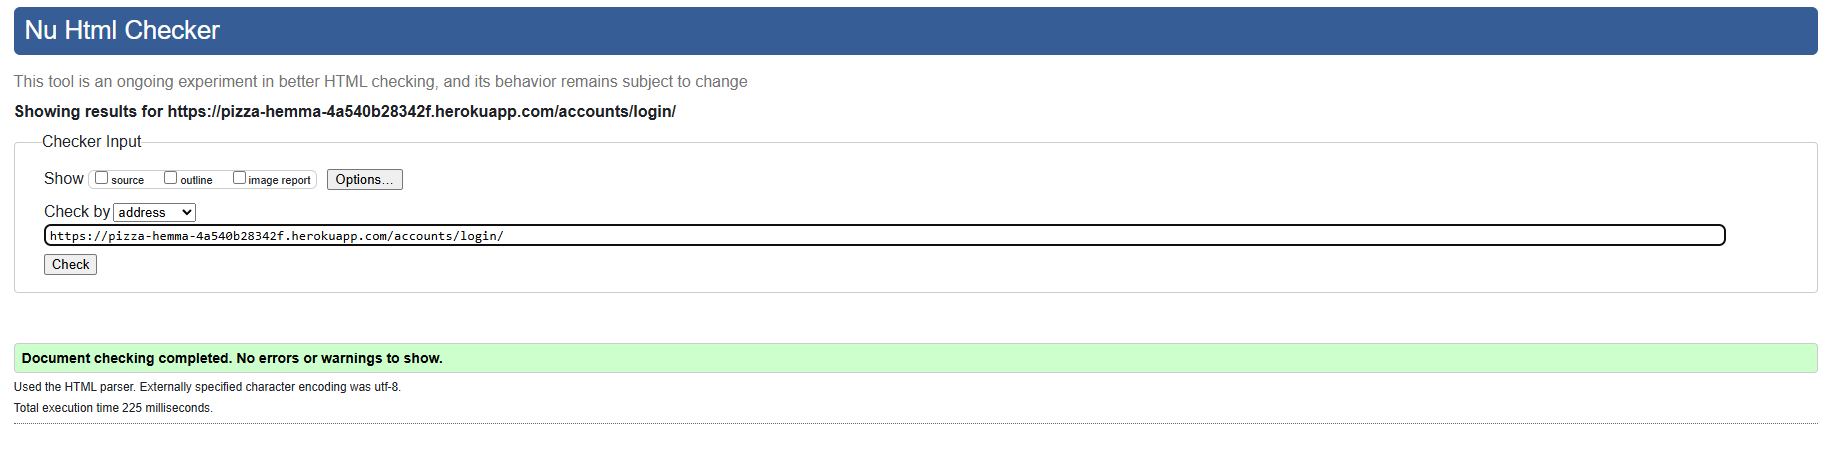 Nu Html Checker
This tool is an ongoing experiment in better HTML checking, and its behavior remains subject to change
Showing results for https://pizza-hemma-4a540b28342f.herokuapp.com/accounts/login/
Checker Input
Show source outline image report Options...
Check by address
https://pizza-hemma-4a540b28342f.herokuapp.com/accounts/login/
Check
Document checking completed. No errors or warnings to show.
Used the HTML parser. Externally specified character encoding was utf-8.
Total execution time 225 milliseconds.